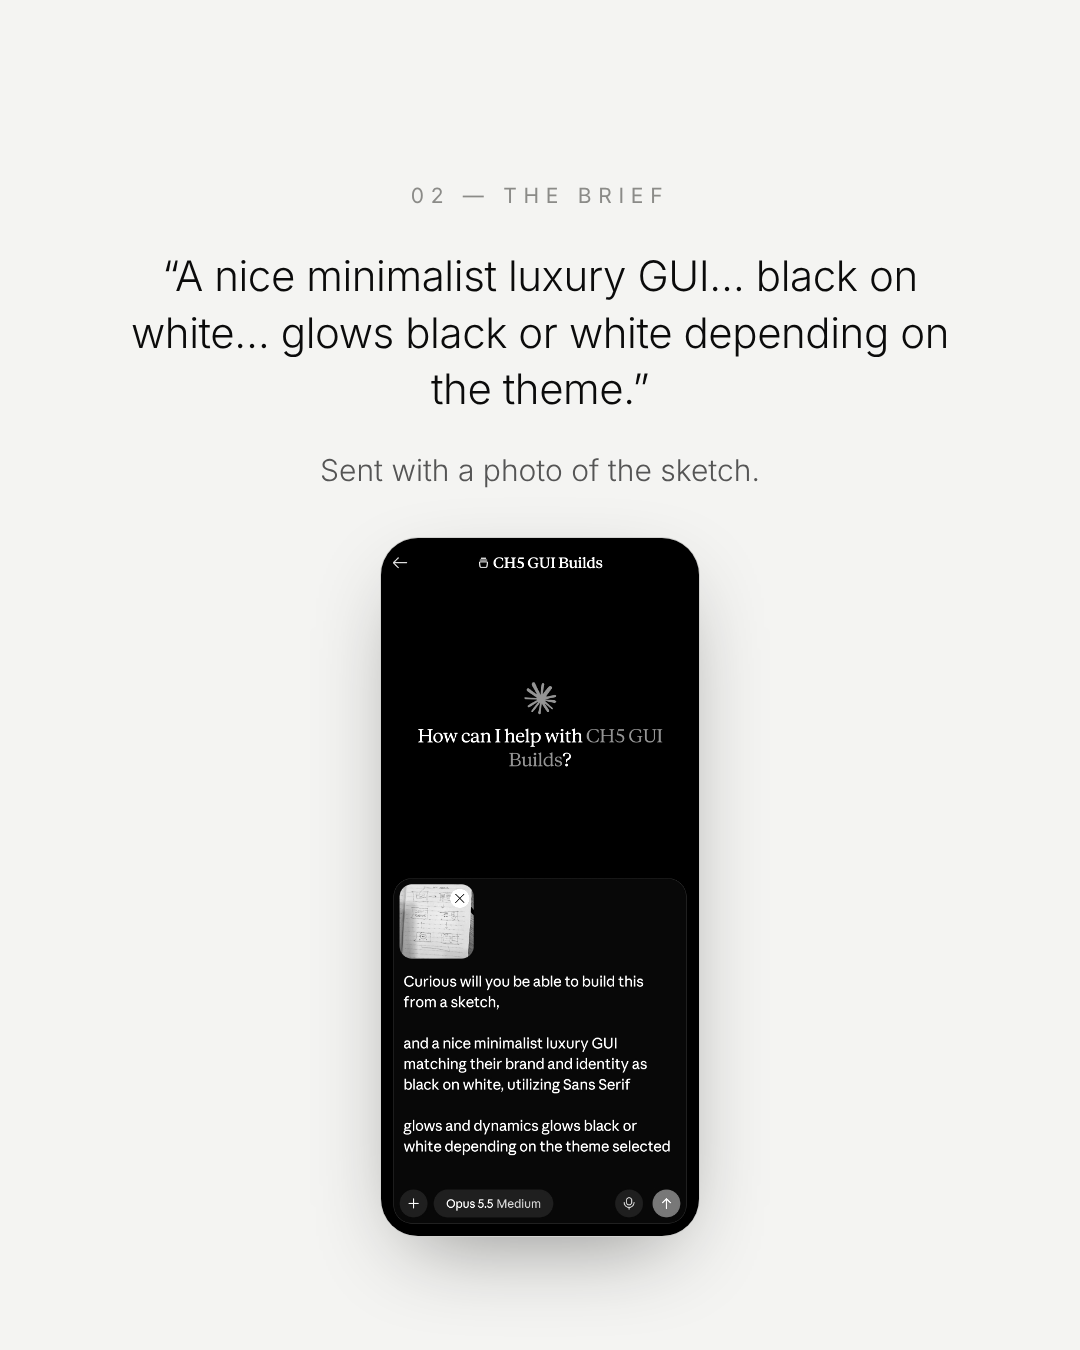 02 — THE BRIEF
“A nice minimalist luxury GUI... black on
white... glows black or white depending on
the theme.”
Sent with a photo of the sketch.
CH5 GUI Builds
How can I help with CH5 GUI
Builds?
Curious will you be able to build this
from a sketch,
and a nice minimalist luxury GUI
matching their brand and identity as
black on white, utilizing Sans Serif
glows and dynamics glows black or
white depending on the theme selected
Opus 5.5 Medium